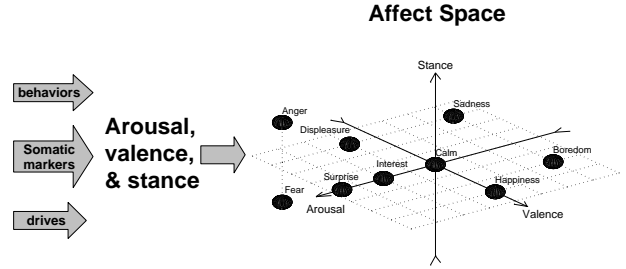 Affect Space
behaviors
Somatic
markers
drives
Arousal,
valence,
& stance
Stance
Anger
Sadness
Displeasure
Calm
Boredom
Interest
Surprise
Happiness
Fear
Arousal
Valence